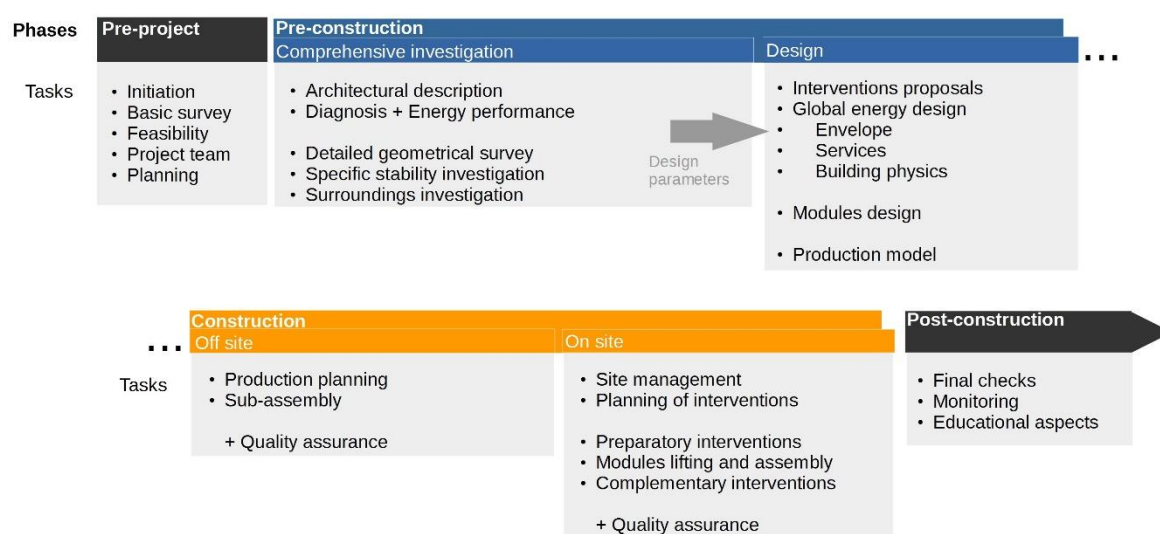 Phases
Pre-project
Pre-construction
Comprehensive investigation
Design
...
Tasks
• Initiation
• Basic survey
• Feasibility
• Project team
• Planning
• Architectural description
• Diagnosis + Energy performance
• Detailed geometrical survey
• Specific stability investigation
• Surroundings investigation
Design
parameters
• Interventions proposals
• Global energy design
• Envelope
• Services
• Building physics
• Modules design
• Production model
...
Construction
Off site
On site
Post-construction
Tasks
• Production planning
• Sub-assembly
+ Quality assurance
• Site management
• Planning of interventions
• Preparatory interventions
• Modules lifting and assembly
• Complementary interventions
+ Quality assurance
• Final checks
• Monitoring
• Educational aspects